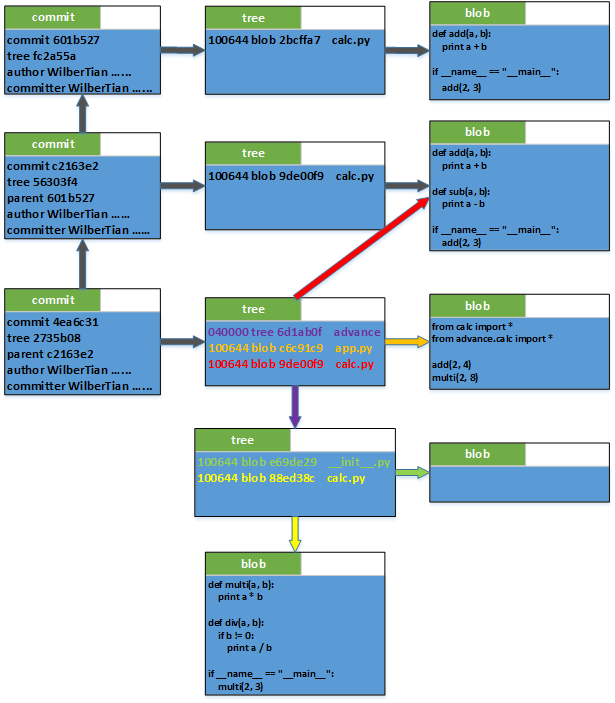 commit
commit 601b527
tree fc2a55a
author WilberTian ......
committer WilberTian ......
tree
100644 blob 2bcffa7 calc.py
blob
def add(a, b):
print a + b
if __name__ == "__main__":
add(2, 3)
commit
commit c2163e2
tree 56303f4
parent 601b527
author WilberTian ......
committer WilberTian ......
tree
100644 blob 9de00f9 calc.py
blob
def add(a, b):
print a + b
def sub(a, b):
print a - b
if __name__ == "__main__":
add(2, 3)
commit
commit 4ea6c31
tree 2735b08
parent c2163e2
author WilberTian ......
committer WilberTian ......
tree
040000 tree 6d1ab0f advance
100644 blob c6c91c9 app.py
100644 blob 9de00f9 calc.py
blob
from calc import *
from advance.calc import *
add(2, 4)
multi(2, 8)
tree
100644 blob e69de29 __init__.py
100644 blob 88ed38c calc.py
blob
blob
def multi(a, b):
print a * b
def div(a, b):
if b != 0:
print a / b
if __name__ == "__main__":
multi(2, 3)